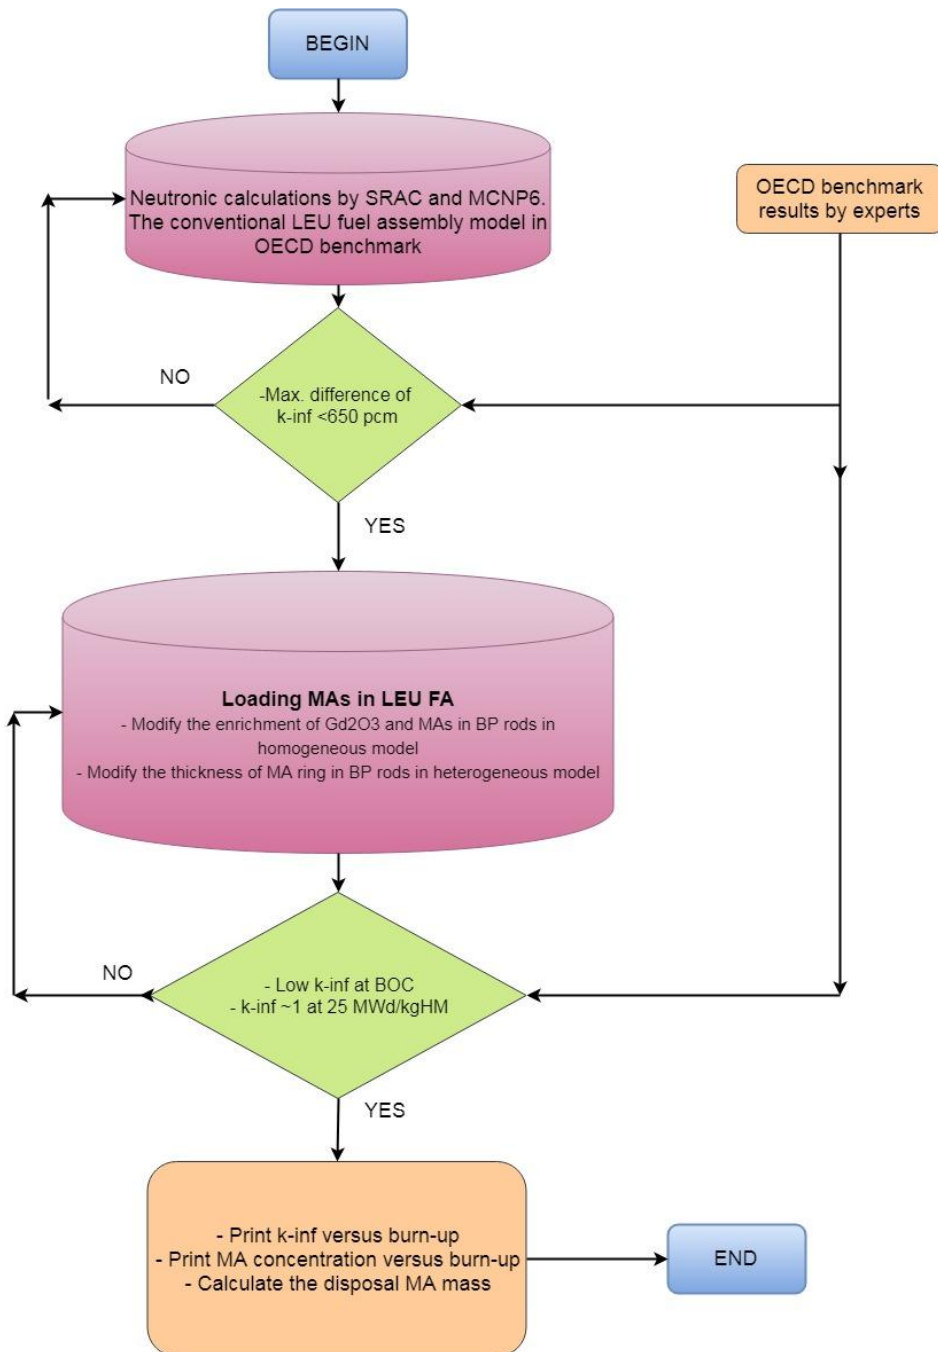 BEGIN
Neutronic calculations by SRAC and MCNP6.
The conventional LEU fuel assembly model in
OECD benchmark
OECD benchmark
results by experts
NO
-Max. difference of
k-inf <650 pcm
YES
Loading MAs in LEU FA
- Modify the enrichment of Gd2O3 and MAs in BP rods in
homogeneous model
- Modify the thickness of MA ring in BP rods in heterogeneous model
NO
- Low k-inf at BOC
- k-inf ~1 at 25 MWd/kgHM
YES
- Print k-inf versus burn-up
- Print MA concentration versus burn-up
- Calculate the disposal MA mass
END